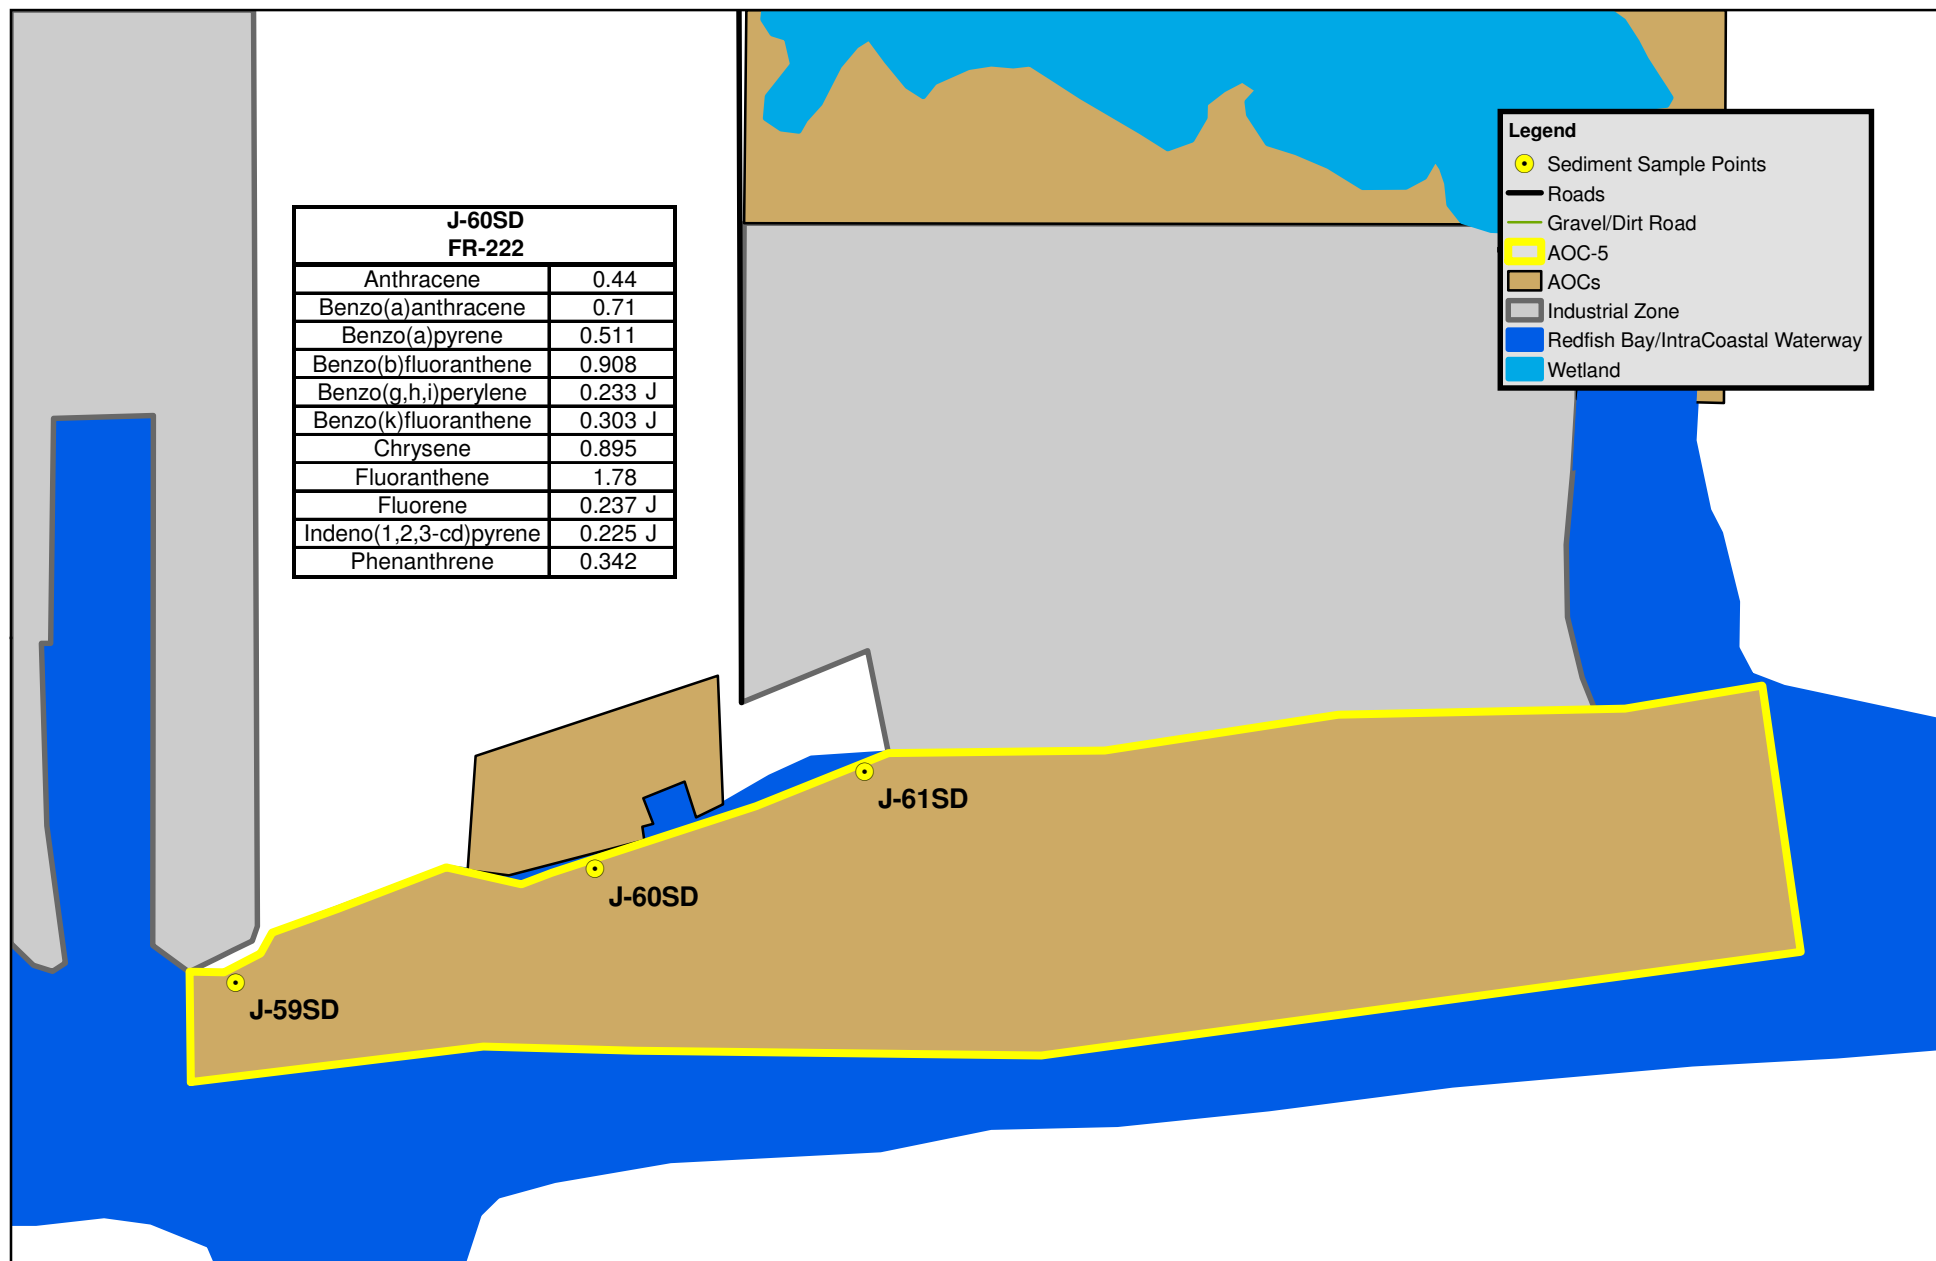 Legend
Sediment Sample Points
Roads
Gravel/Dirt Road
AOC-5
AOCs
Industrial Zone
Redfish Bay/IntraCoastal Waterway
Wetland
J-60SD
FR-222
Anthracene 0.44
Benzo(a)anthracene 0.71
Benzo(a)pyrene 0.511
Benzo(b)fluoranthene 0.908
Benzo(g,h,i)perylene 0.233 J
Benzo(k)fluoranthene 0.303 J
Chrysene 0.895
Fluoranthene 1.78
Fluorene 0.237 J
Indeno(1,2,3-cd)pyrene 0.225 J
Phenanthrene 0.342
J-61SD
J-60SD
J-59SD